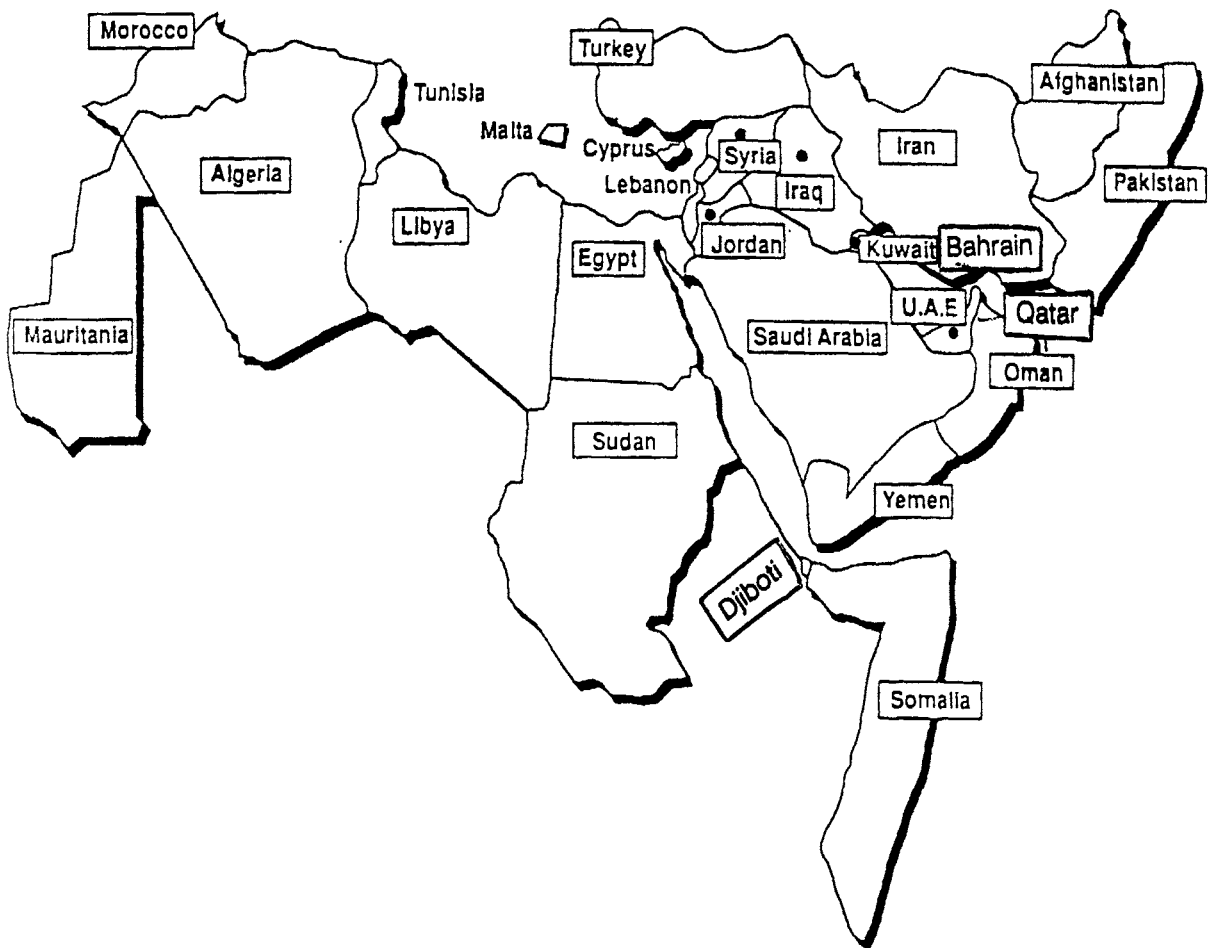 Morocco
Turkey
Afghanistan
Tunisia
Malta
Cyprus
Syria
Iran
Algeria
Lebanon
Iraq
Pakistan
Libya
Egypt
Jordan
Kuwait
Bahrain
Mauritania
Saudi Arabia
U.A.E
Qatar
Oman
Sudan
Yemen
Djiboti
Somalia